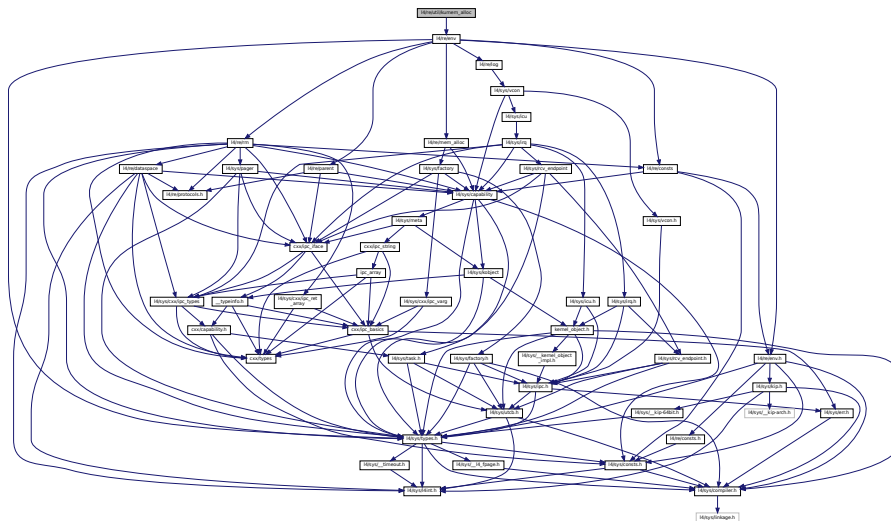 l4/re/util/kumem_alloc
l4/re/env
l4/re/log
l4/sys/vcon
l4/sys/icu
l4/re/rm
l4/re/mem_alloc
l4/sys/irq
l4/re/dataspace
l4/sys/pager
l4/re/parent
l4/sys/factory
l4/sys/rcv_endpoint
l4/re/consts
l4/re/protocols.h
l4/sys/capability
l4/sys/meta
l4/sys/vcon.h
cxx/ipc_iface
cxx/ipc_string
ipc_array
l4/sys/kobject
l4/sys/cxx/ipc_types
__typeinfo.h
l4/sys/cxx/ipc_ret
_array
l4/sys/cxx/ipc_varg
l4/sys/icu.h
l4/sys/irq.h
cxx/capability.h
cxx/ipc_basics
kernel_object.h
cxx/types
l4/sys/task.h
l4/sys/factory.h
l4/sys/__kernel_object
_impl.h
l4/sys/rcv_endpoint.h
l4/re/env.h
l4/sys/ipc.h
l4/sys/kip.h
l4/sys/utcb.h
l4/sys/__kip-64bit.h
l4/sys/__kip-arch.h
l4/sys/err.h
l4/sys/types.h
l4/re/consts.h
l4/sys/__timeout.h
l4/sys/__l4_fpage.h
l4/sys/consts.h
l4/sys/l4int.h
l4/sys/compiler.h
l4/sys/linkage.h